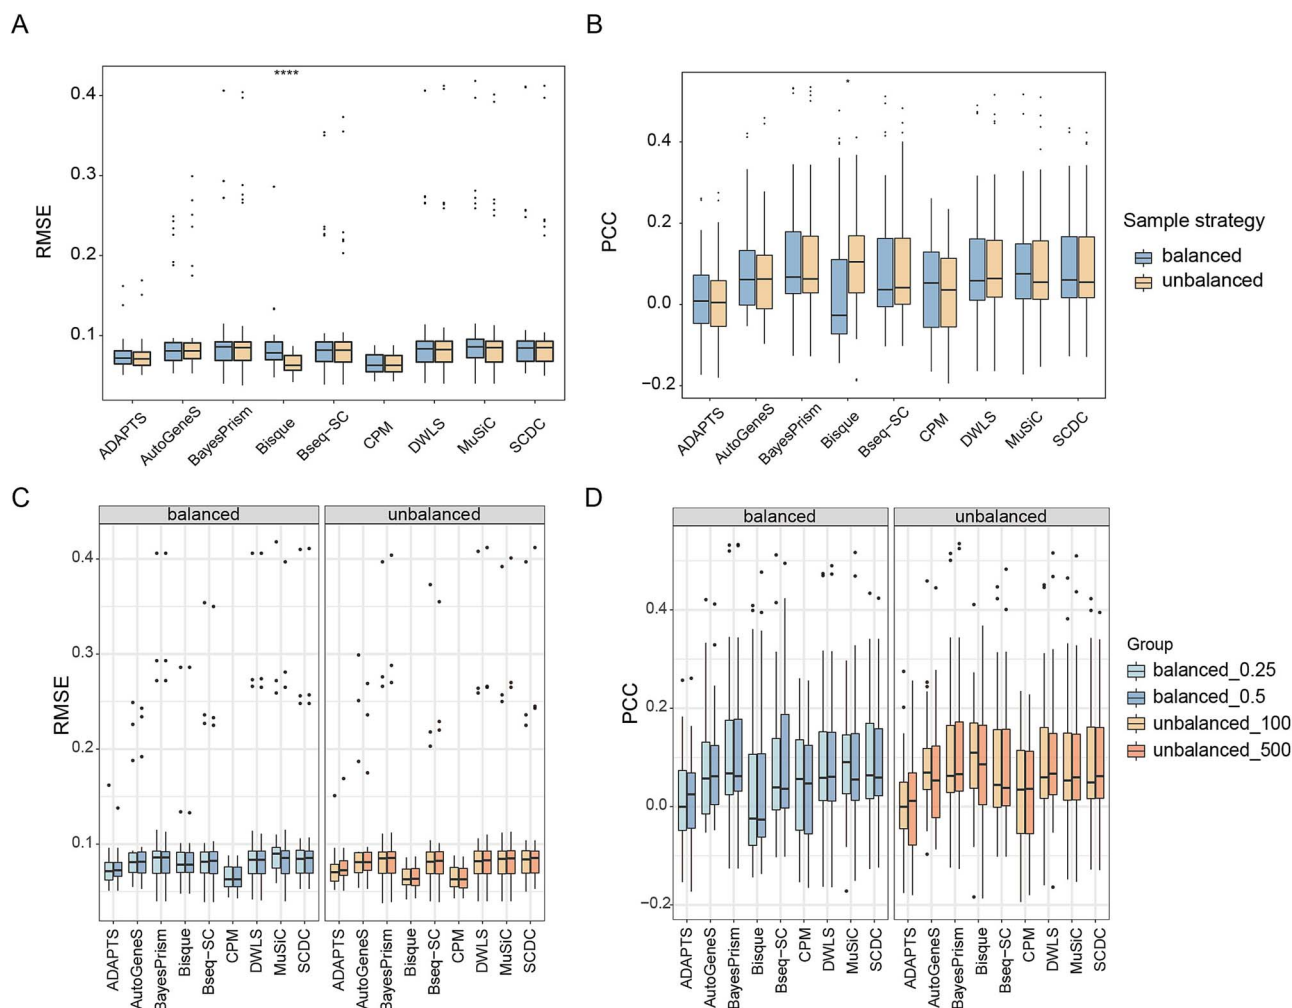 A
****
0.4
0.3
0.2
0.1
RMSE
ADAPTS
AutoGeneS
BayesPrism
Bisque
Bseq-SC
CPM
DWLS
MuSiC
SCDC
B
*
0.4
0.2
0.0
−0.2
PCC
ADAPTS
AutoGeneS
BayesPrism
Bisque
Bseq-SC
CPM
DWLS
MuSiC
SCDC
Sample strategy
balanced
unbalanced
C
balanced
unbalanced
0.4
0.3
0.2
0.1
RMSE
ADAPTS
AutoGeneS
BayesPrism
Bisque
Bseq-SC
CPM
DWLS
MuSiC
SCDC
ADAPTS
AutoGeneS
BayesPrism
Bisque
Bseq-SC
CPM
DWLS
MuSiC
SCDC
D
balanced
unbalanced
0.4
0.2
0.0
−0.2
PCC
ADAPTS
AutoGeneS
BayesPrism
Bisque
Bseq-SC
CPM
DWLS
MuSiC
SCDC
ADAPTS
AutoGeneS
BayesPrism
Bisque
Bseq-SC
CPM
DWLS
MuSiC
SCDC
Group
balanced_0.25
balanced_0.5
unbalanced_100
unbalanced_500